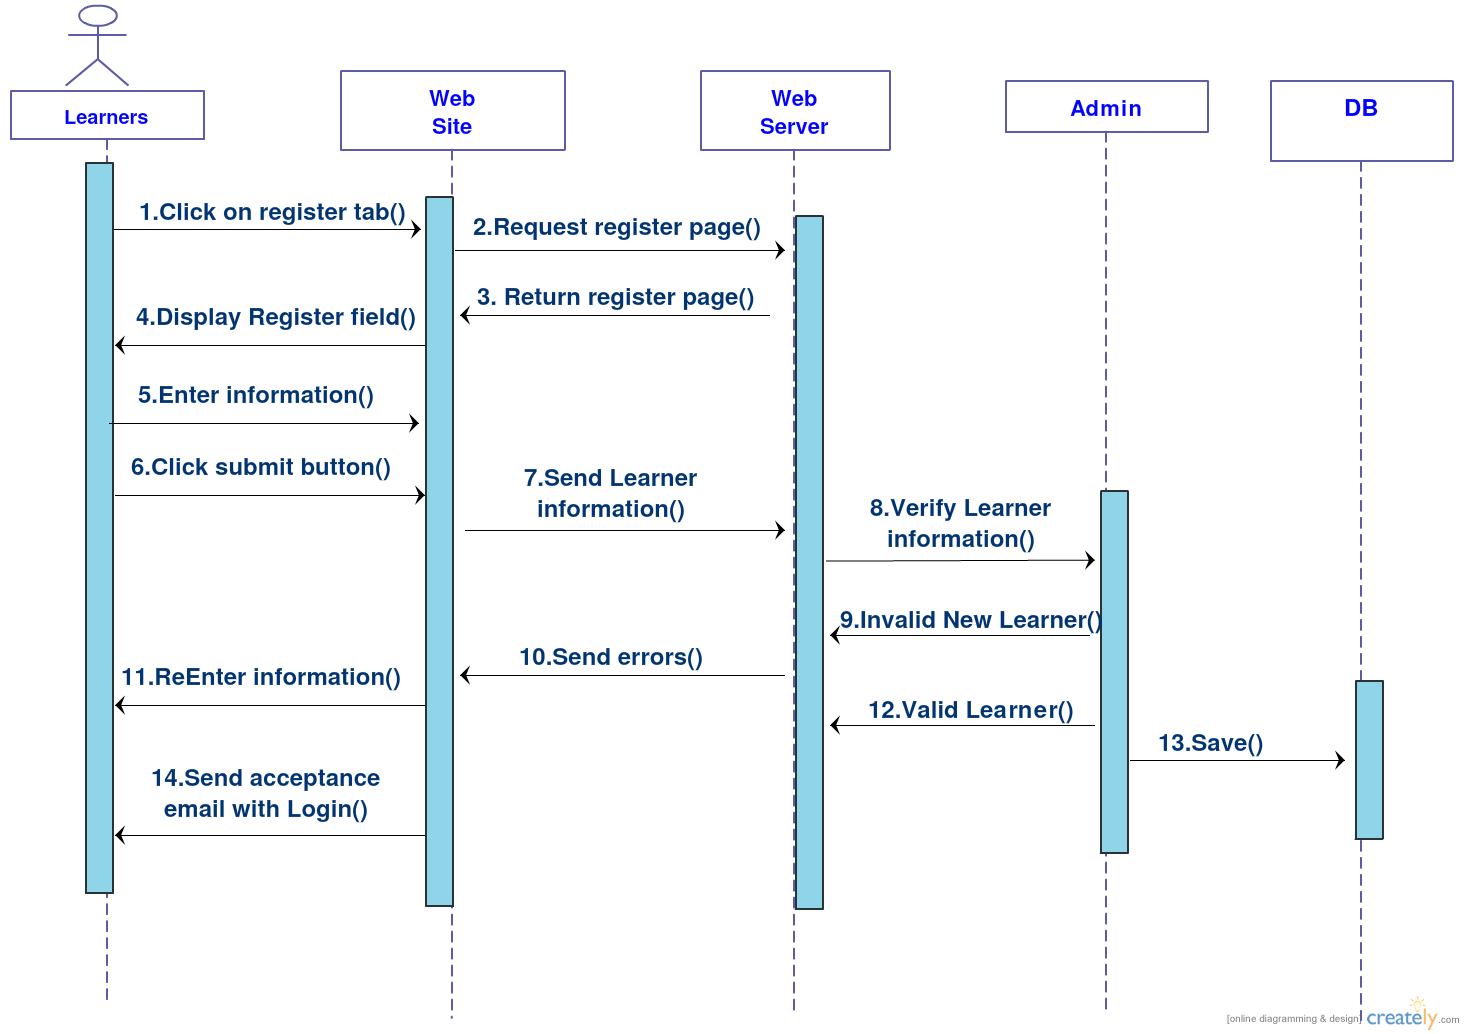 Learners
Web
Site
Web
Server
Admin
DB
1.Click on register tab()
2.Request register page()
3. Return register page()
4.Display Register field()
5.Enter information()
6.Click submit button()
7.Send Learner
information()
8.Verify Learner
information()
9.Invalid New Learner()
10.Send errors()
11.ReEnter information()
12.Valid Learner()
13.Save()
14.Send acceptance
email with Login()
[online diagramming & design] creately.com